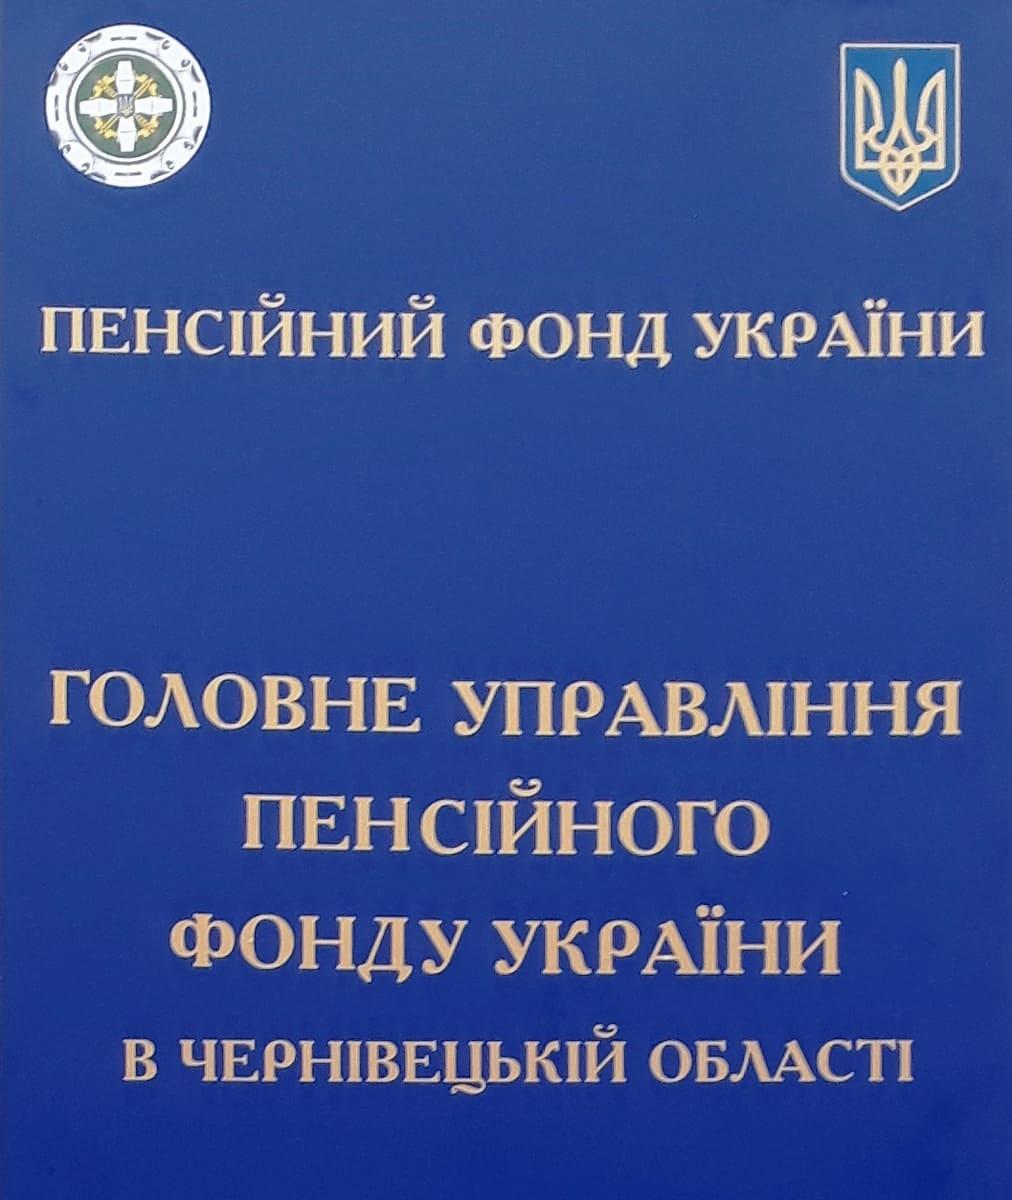 ПЕНСІЙНИЙ ФОНД УКРАЇНИ
ГОЛОВНЕ УПРАВЛІННЯ
ПЕНСІЙНОГО
ФОНДУ УКРАЇНИ
В ЧЕРНІВЕЦЬКІЙ ОБЛАСТІ